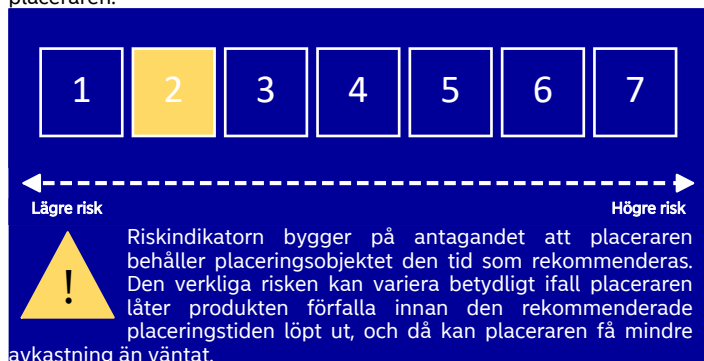 placeraren.
1 2 3 4 5 6 7
Lägre risk Högre risk
Riskindikatorn bygger på antagandet att placeraren
behåller placeringsobjektet den tid som rekommenderas.
Den verkliga risken kan variera betydligt ifall placeraren
! låter produkten förfalla innan den rekommenderade
placeringstiden löpt ut, och då kan placeraren få mindre
avkastning än väntat.